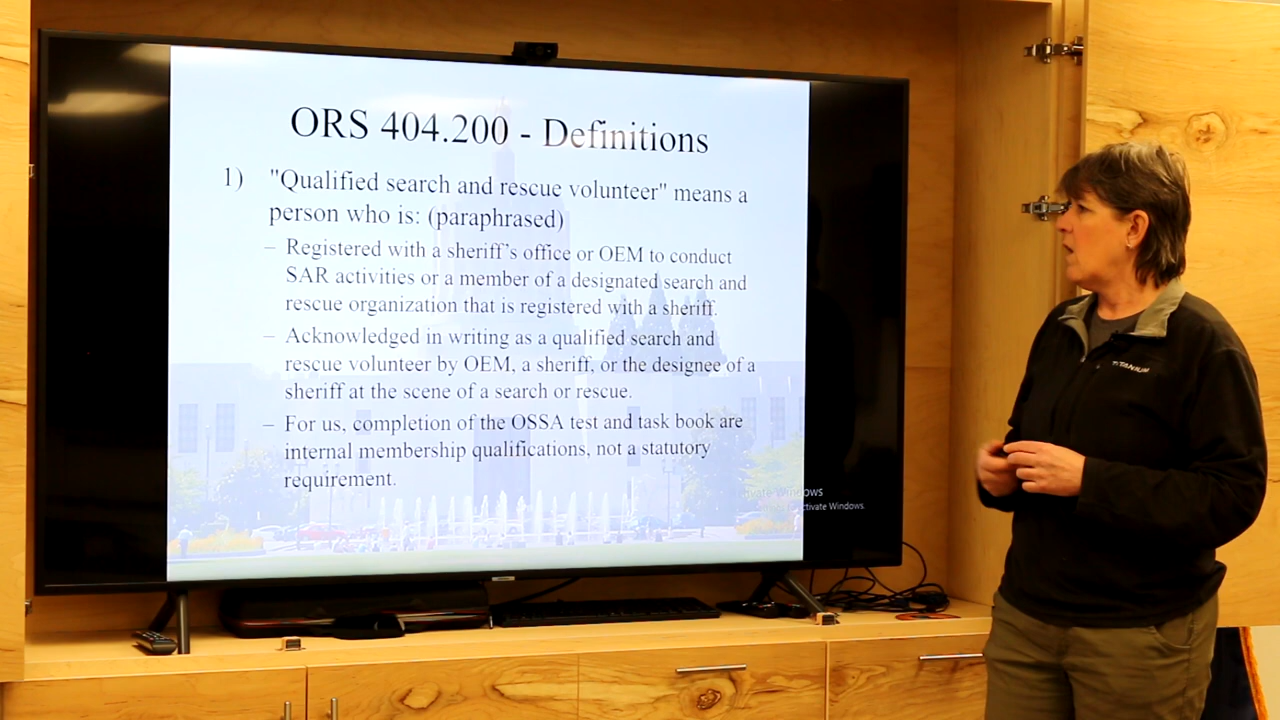 ORS 404.200 - Definitions
1) "Qualified search and rescue volunteer" means a
person who is: (paraphrased)
– Registered with a sheriff's office or OEM to conduct
SAR activities or a member of a designated search and
rescue organization that is registered with a sheriff.
– Acknowledged in writing as a qualified search and
rescue volunteer by OEM, a sheriff, or the designee of a
sheriff at the scene of a search or rescue.
– For us, completion of the OSSA test and task book are
internal membership qualifications, not a statutory
requirement.
Windows
Windows.
TITANIUM